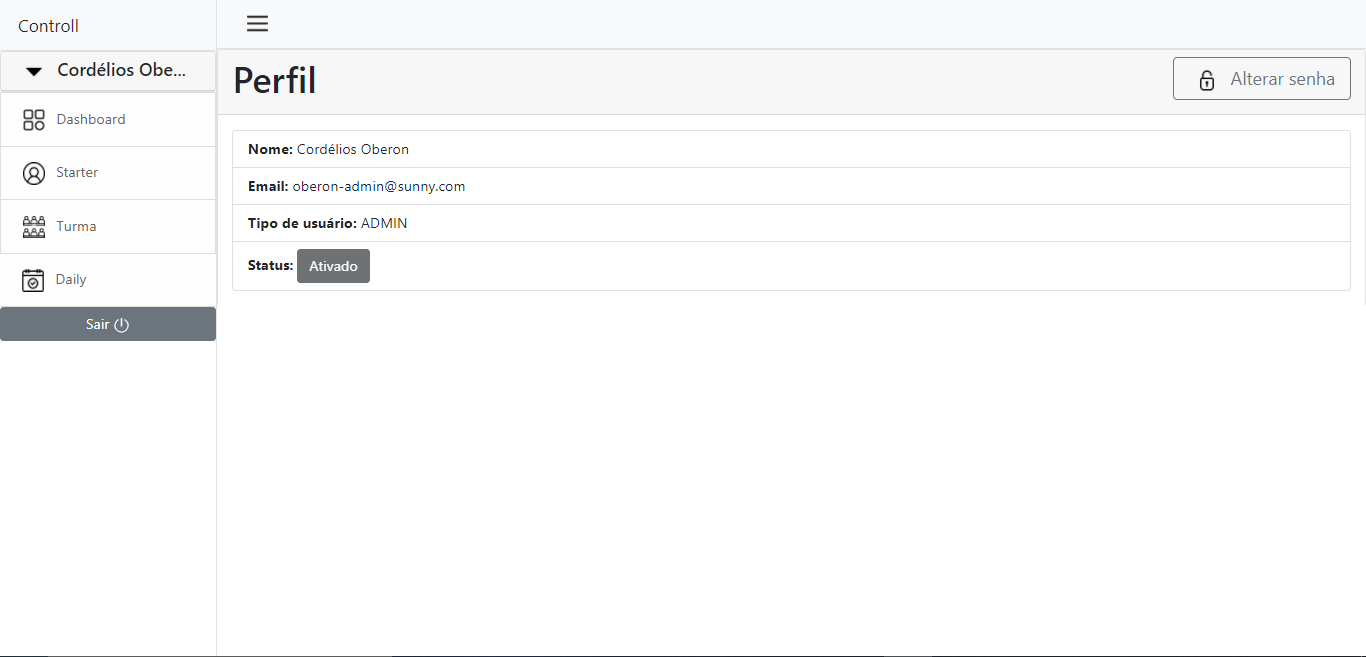 Controll
Cordélios Obe...
Dashboard
Starter
Turma
Daily
Sair
Perfil
Alterar senha
Nome: Cordélios Oberon
Email: oberon-admin@sunny.com
Tipo de usuário: ADMIN
Status: Ativado